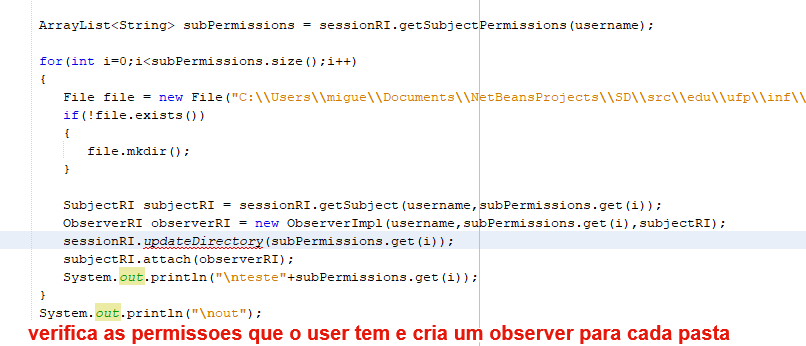 ArrayList<String> subPermissions = sessionRI.getSubjectPermissions(username);
for(int i=0;i<subPermissions.size();i++)
{
File file = new File("C:\\Users\\migue\\Documents\\NetBeansProjects\\SD\\src\\edu\\ufp\\inf\\
if(!file.exists())
{
file.mkdir();
}
SubjectRI subjectRI = sessionRI.getSubject(username,subPermissions.get(i));
ObserverRI observerRI = new ObserverImpl(username,subPermissions.get(i),subjectRI);
sessionRI.updateDirectory(subPermissions.get(i));
subjectRI.attach(observerRI);
System.out.println("\nteste"+subPermissions.get(i));
}
System.out.println("\nout");
verifica as permissoes que o user tem e cria um observer para cada pasta